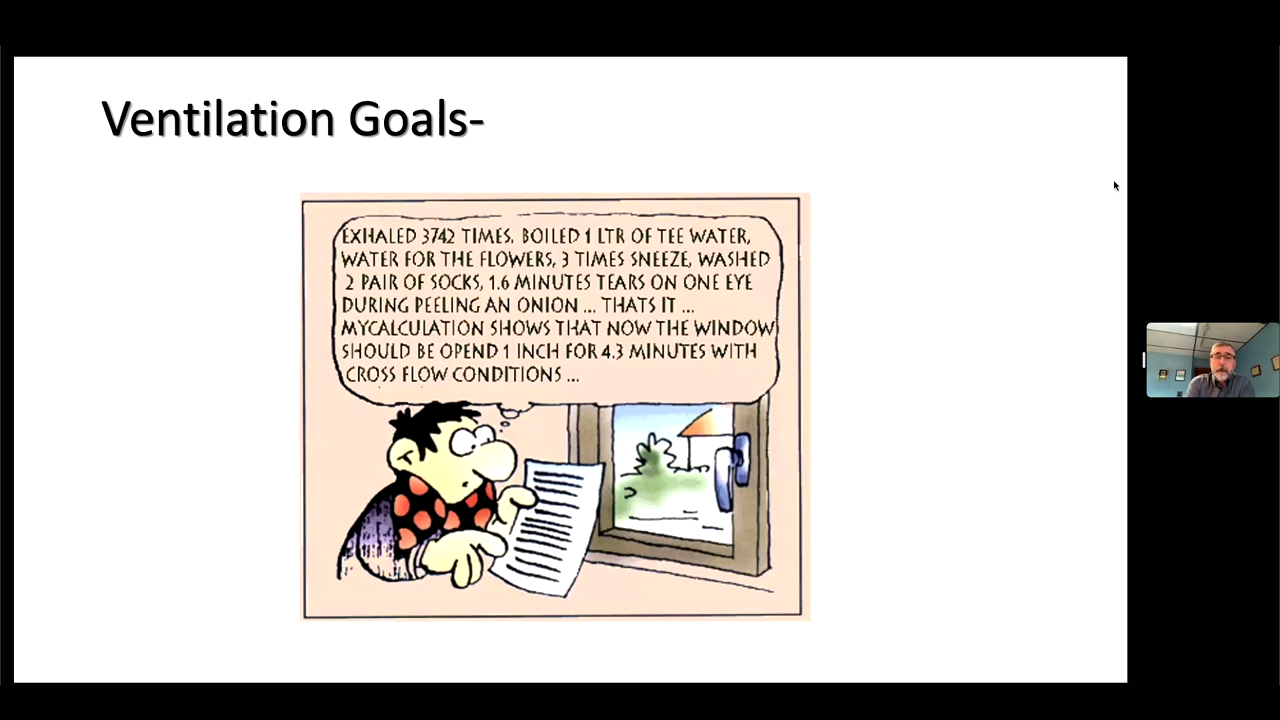 Ventilation Goals-
EXHALED 3742 TIMES, BOILED 1 LTR OF TEE WATER,
WATER FOR THE FLOWERS, 3 TIMES SNEEZE, WASHED
2 PAIR OF SOCKS, 1.6 MINUTES TEARS ON ONE EYE
DURING PEELING AN ONION ... THATS IT ...
MYCALCULATION SHOWS THAT NOW THE WINDOW
SHOULD BE OPEND 1 INCH FOR 4.3 MINUTES WITH
CROSS FLOW CONDITIONS ...